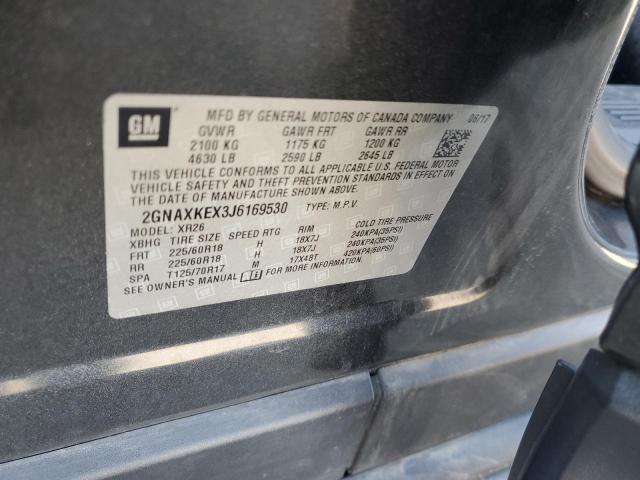 GM
MFD BY GENERAL MOTORS OF CANADA COMPANY 06/17
GVWR GAWR FRT GAWR RR
2100 KG 1175 KG 1200 KG
4630 LB 2590 LB 2645 LB
THIS VEHICLE CONFORMS TO ALL APPLICABLE U.S. FEDERAL MOTOR
VEHICLE SAFETY AND THEFT PREVENTION STANDARDS IN
EFFECT ON THE DATE OF MANUFACTURE SHOWN ABOVE.
2GNAXKEX3J6169530 TYPE: M.P.V.
MODEL: XR26
XBHG TIRE SIZE SPEED RTG RIM COLD TIRE PRESSURE
FRT 225/60R18 H 18X7J 240KPA(35PSI)
RR 225/60R18 H 18X7J 240KPA(35PSI)
SPA T125/70R17 M 17X4BT 420KPA(60PSI)
SEE OWNER'S MANUAL FOR MORE INFORMATION.